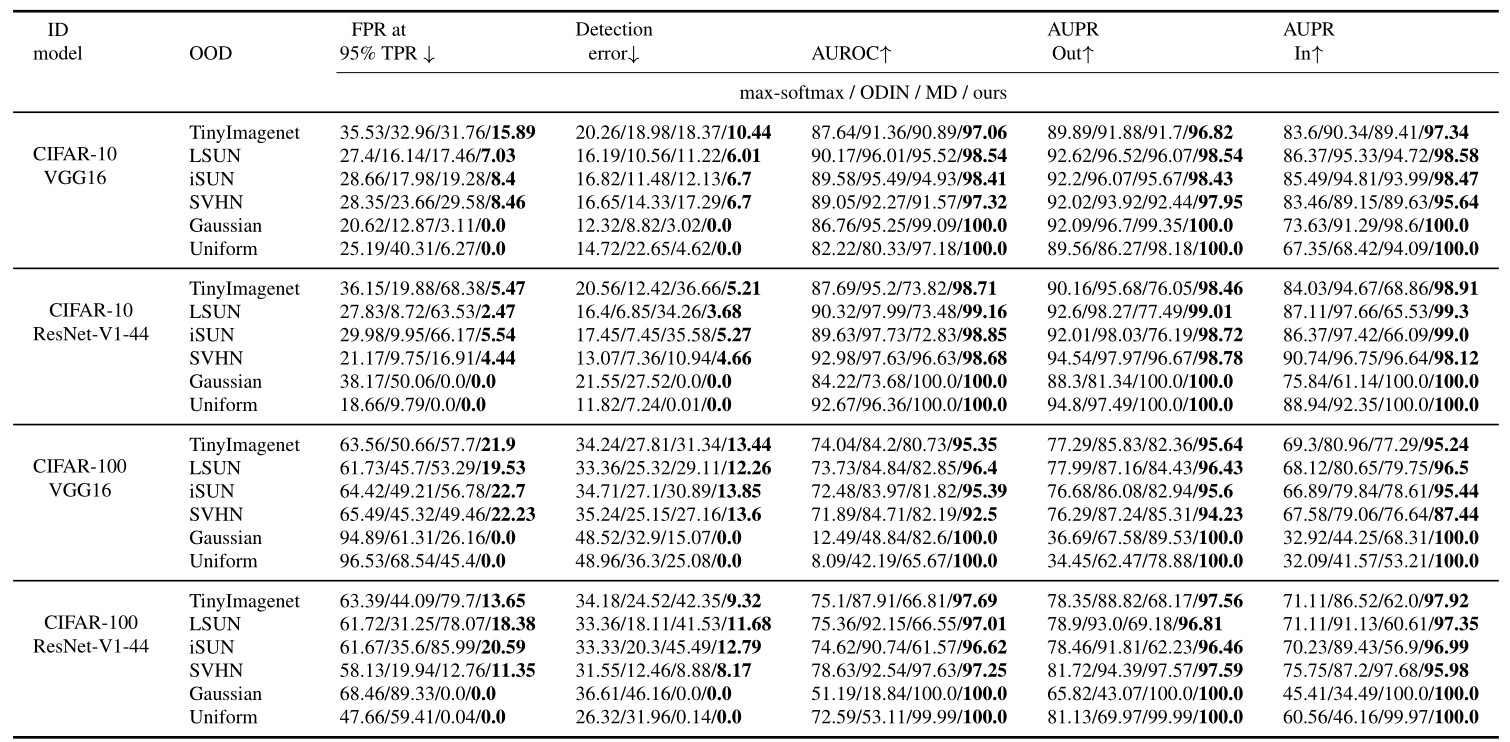 ID model OOD FPR at 95% TPR ↓ Detection error↓ AUROC↑ AUPR Out↑ AUPR In↑
max-softmax / ODIN / MD / ours
CIFAR-10 VGG16
TinyImagenet 35.53/32.96/31.76/15.89 20.26/18.98/18.37/10.44 87.64/91.36/90.89/97.06 89.89/91.88/91.7/96.82 83.6/90.34/89.41/97.34
LSUN 27.4/16.14/17.46/7.03 16.19/10.56/11.22/6.01 90.17/96.01/95.52/98.54 92.62/96.52/96.07/98.54 86.37/95.33/94.72/98.58
iSUN 28.66/17.98/19.28/8.4 16.82/11.48/12.13/6.7 89.58/95.49/94.93/98.41 92.2/96.07/95.67/98.43 85.49/94.81/93.99/98.47
SVHN 28.35/23.66/29.58/8.46 16.65/14.33/17.29/6.7 89.05/92.27/91.57/97.32 92.02/93.92/92.44/97.95 83.46/89.15/89.63/95.64
Gaussian 20.62/12.87/3.11/0.0 12.32/8.82/3.02/0.0 86.76/95.25/99.09/100.0 92.09/96.7/99.35/100.0 73.63/91.29/98.6/100.0
Uniform 25.19/40.31/6.27/0.0 14.72/22.65/4.62/0.0 82.22/80.33/97.18/100.0 89.56/86.27/98.18/100.0 67.35/68.42/94.09/100.0
CIFAR-10 ResNet-V1-44
TinyImagenet 36.15/19.88/68.38/5.47 20.56/12.42/36.66/5.21 87.69/95.2/73.82/98.71 90.16/95.68/76.05/98.46 84.03/94.67/68.86/98.91
LSUN 27.83/8.72/63.53/2.47 16.4/6.85/34.26/3.68 90.32/97.99/73.48/99.16 92.6/98.27/77.49/99.01 87.11/97.66/65.53/99.3
iSUN 29.98/9.95/66.17/5.54 17.45/7.45/35.58/5.27 89.63/97.73/72.83/98.85 92.01/98.03/76.19/98.72 86.37/97.42/66.09/99.0
SVHN 21.17/9.75/16.91/4.44 13.07/7.36/10.94/4.66 92.98/97.63/96.63/98.68 94.54/97.97/96.67/98.78 90.74/96.75/96.64/98.12
Gaussian 38.17/50.06/0.0/0.0 21.55/27.52/0.0/0.0 84.22/73.68/100.0/100.0 88.3/81.34/100.0/100.0 75.84/61.14/100.0/100.0
Uniform 18.66/9.79/0.0/0.0 11.82/7.24/0.01/0.0 92.67/96.36/100.0/100.0 94.8/97.49/100.0/100.0 88.94/92.35/100.0/100.0
CIFAR-100 VGG16
TinyImagenet 63.56/50.66/57.7/21.9 34.24/27.81/31.34/13.44 74.04/84.2/80.73/95.35 77.29/85.83/82.36/95.64 69.3/80.96/77.29/95.24
LSUN 61.73/45.7/53.29/19.53 33.36/25.32/29.11/12.26 73.73/84.84/82.85/96.4 77.99/87.16/84.43/96.43 68.12/80.65/79.75/96.5
iSUN 64.42/49.21/56.78/22.7 34.71/27.1/30.89/13.85 72.48/83.97/81.82/95.39 76.68/86.08/82.94/95.6 66.89/79.84/78.61/95.44
SVHN 65.49/45.32/49.46/22.23 35.24/25.15/27.16/13.6 71.89/84.71/82.19/92.5 76.29/87.24/85.31/94.23 67.58/79.06/76.64/87.44
Gaussian 94.89/61.31/26.16/0.0 48.52/32.9/15.07/0.0 12.49/48.84/82.6/100.0 36.69/67.58/89.53/100.0 32.92/44.25/68.31/100.0
Uniform 96.53/68.54/45.4/0.0 48.96/36.3/25.08/0.0 8.09/42.19/65.67/100.0 34.45/62.47/78.88/100.0 32.09/41.57/53.21/100.0
CIFAR-100 ResNet-V1-44
TinyImagenet 63.39/44.09/79.7/13.65 34.18/24.52/42.35/9.32 75.1/87.91/66.81/97.69 78.35/88.82/68.17/97.56 71.11/86.52/62.0/97.92
LSUN 61.72/31.25/78.07/18.38 33.36/18.11/41.53/11.68 75.36/92.15/66.55/97.01 78.9/93.0/69.18/96.81 71.11/91.13/60.61/97.35
iSUN 61.67/35.6/85.99/20.59 33.33/20.3/45.49/12.79 74.62/90.74/61.57/96.62 78.46/91.81/62.23/96.46 70.23/89.43/56.9/96.99
SVHN 58.13/19.94/12.76/11.35 31.55/12.46/8.88/8.17 78.63/92.54/97.63/97.25 81.72/94.39/97.57/97.59 75.75/87.2/97.68/95.98
Gaussian 68.46/89.33/0.0/0.0 36.61/46.16/0.0/0.0 51.19/18.84/100.0/100.0 65.82/43.07/100.0/100.0 45.41/34.49/100.0/100.0
Uniform 47.66/59.41/0.04/0.0 26.32/31.96/0.14/0.0 72.59/53.11/99.99/100.0 81.13/69.97/99.99/100.0 60.56/46.16/99.97/100.0